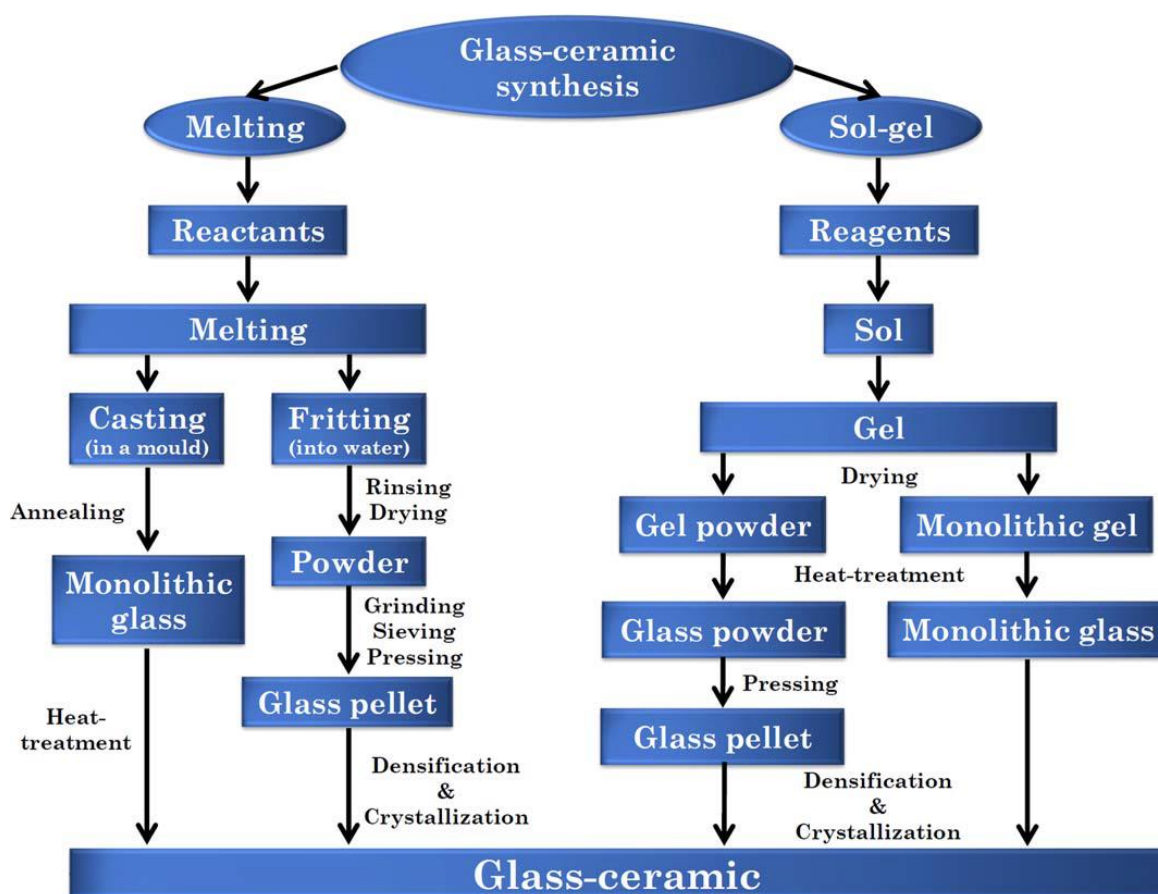 Glass-ceramic
synthesis
Melting
Sol-gel
Reactants
Reagents
Melting
Sol
Casting
(in a mould)
Fritting
(into water)
Gel
Annealing
Rinsing
Drying
Drying
Gel powder
Monolithic gel
Monolithic
glass
Powder
Heat-treatment
Grinding
Sieving
Pressing
Glass powder
Monolithic glass
Glass pellet
Pressing
Heat-
treatment
Glass pellet
Densification
&
Crystallization
Densification
&
Crystallization
Glass-ceramic